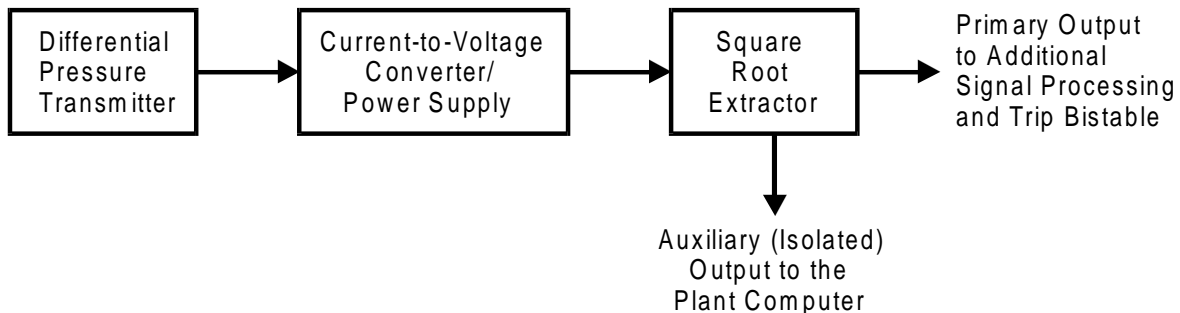 Differential
Pressure
Transmitter
Current-to-Voltage
Converter/
Power Supply
Square
Root
Extractor
Primary Output
to Additional
Signal Processing
and Trip Bistable
Auxiliary (Isolated)
Output to the
Plant Computer